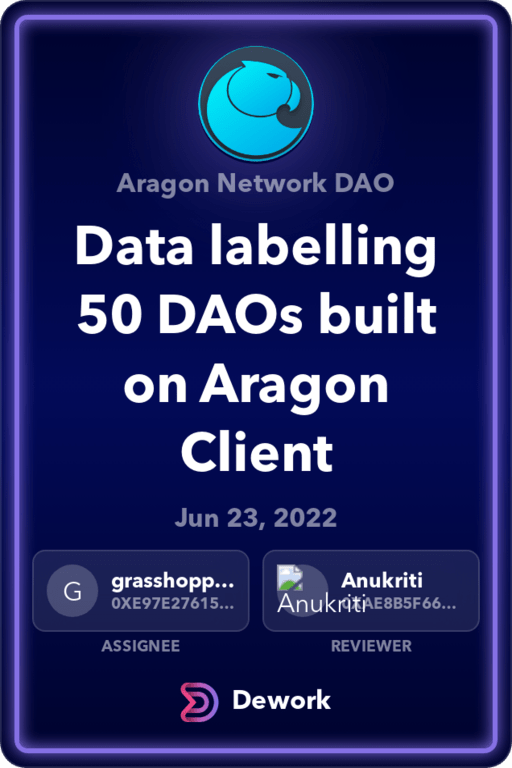 Aragon Network DAO
Data labelling
50 DAOs built
on Aragon
Client
Jun 23, 2022
G
grasshopp...
0XE97E27615...
Anukriti
Anukriti
0XAE8B5F66...
ASSIGNEE
REVIEWER
Dework